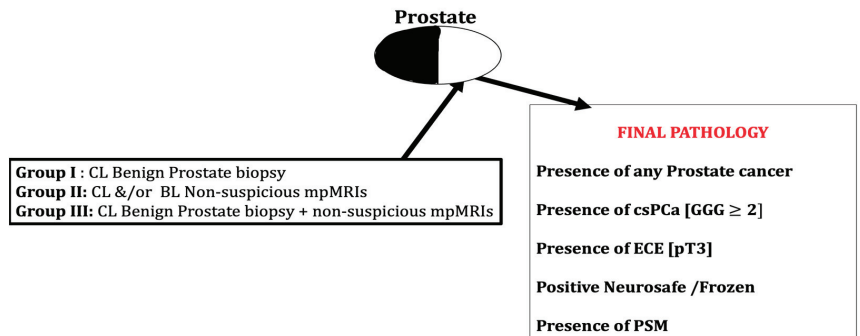 Prostate
Group I : CL Benign Prostate biopsy
Group II: CL &/or BL Non-suspicious mpMRIs
Group III: CL Benign Prostate biopsy + non-suspicious mpMRIs
FINAL PATHOLOGY
Presence of any Prostate cancer
Presence of csPCa [GGG ≥ 2]
Presence of ECE [pT3]
Positive Neurosafe /Frozen
Presence of PSM